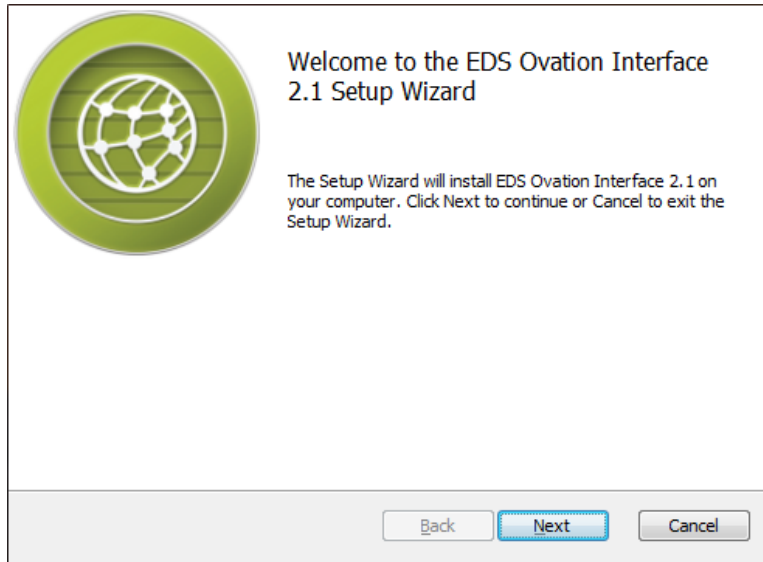 Welcome to the EDS Ovation Interface
2.1 Setup Wizard
The Setup Wizard will install EDS Ovation Interface 2.1 on
your computer. Click Next to continue or Cancel to exit the
Setup Wizard.
Back Next Cancel